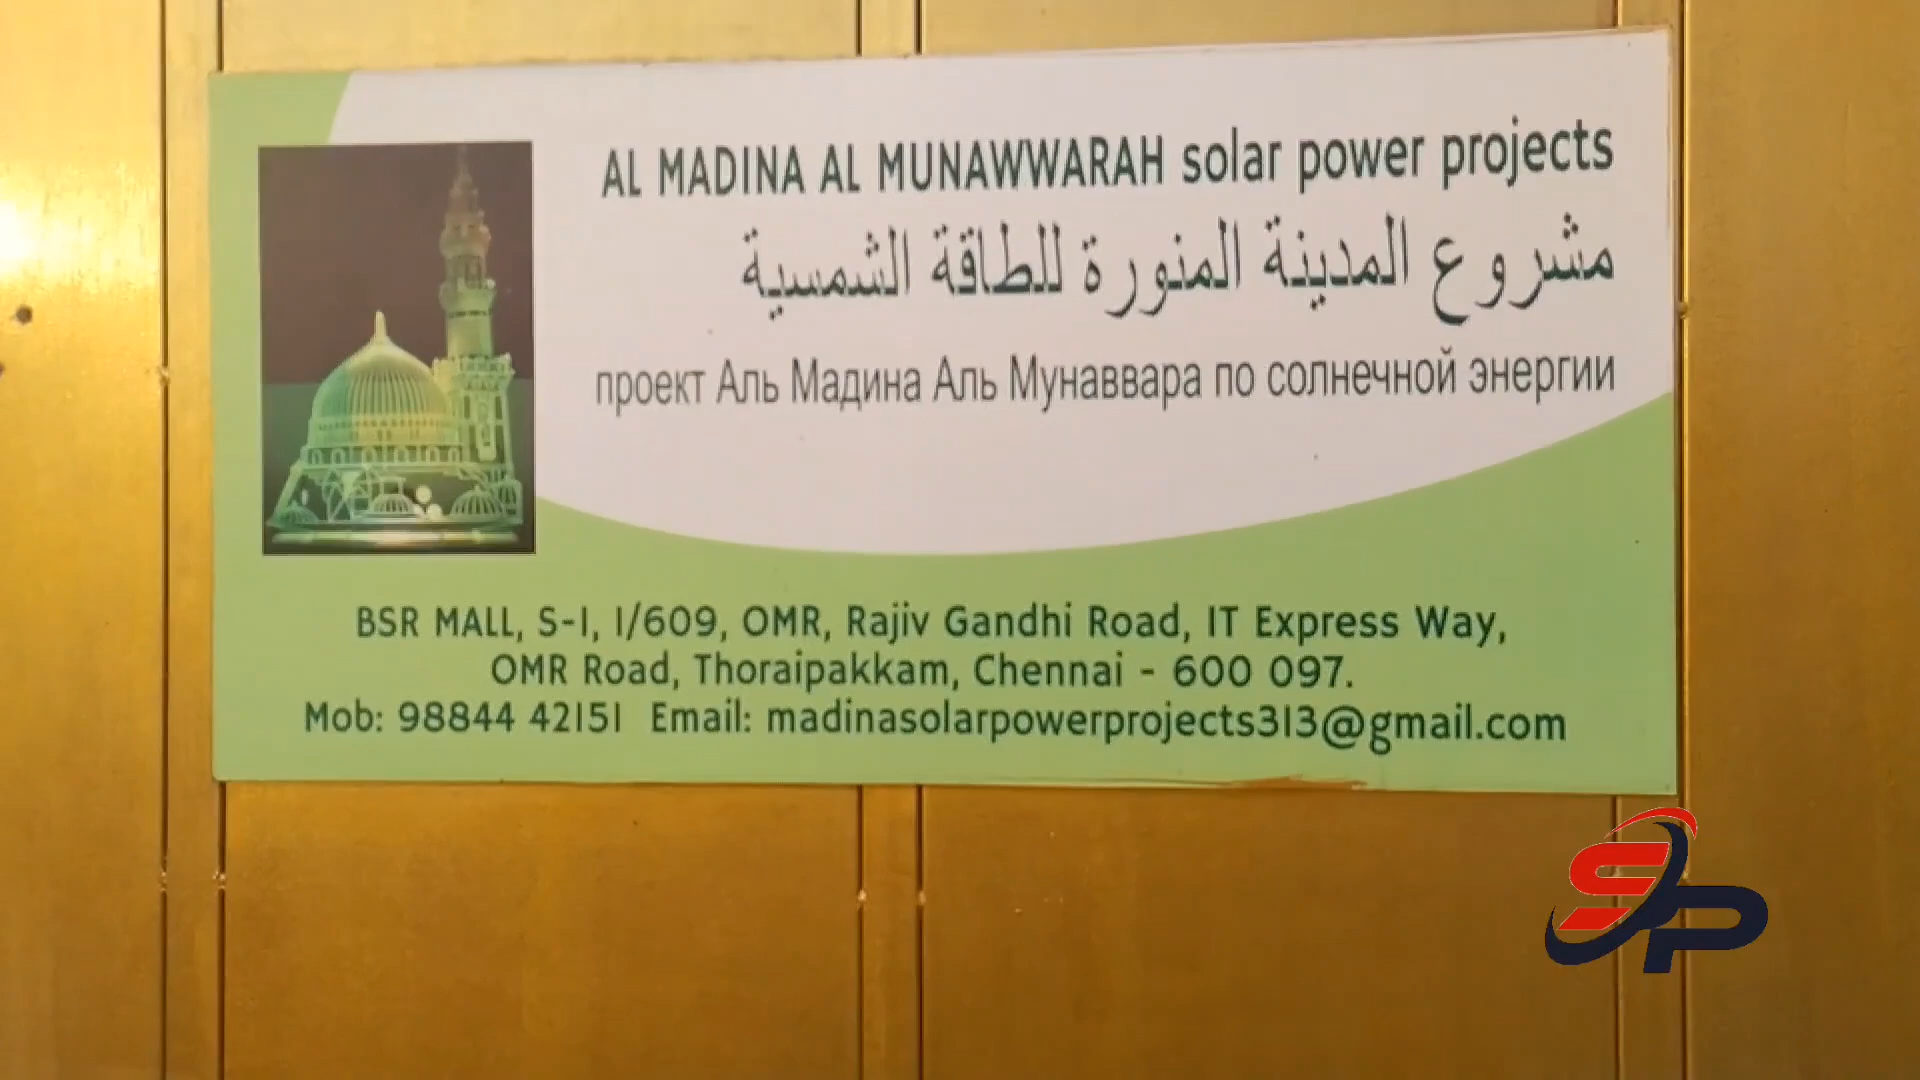 AL MADINA AL MUNAWWARAH solar power projects
مشروع المدينة المنورة للطاقة الشمسية
проект Аль Мадина Аль Мунаввара по солнечной энергии
BSR MALL, S-1, 1/609, OMR, Rajiv Gandhi Road, IT Express Way,
OMR Road, Thoraipakkam, Chennai - 600 097.
Mob: 98844 42151 Email: madinasolarpowerprojects313@gmail.com
SP